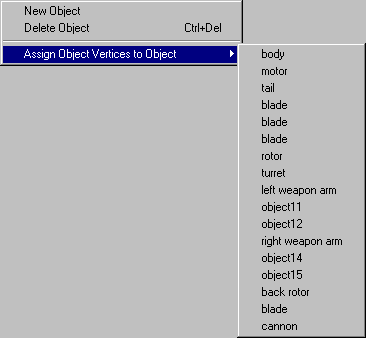 New Object
Delete Object Ctrl+Del
Assign Object Vertices to Object
body
motor
tail
blade
blade
blade
rotor
turret
left weapon arm
object11
object12
right weapon arm
object14
object15
back rotor
blade
cannon